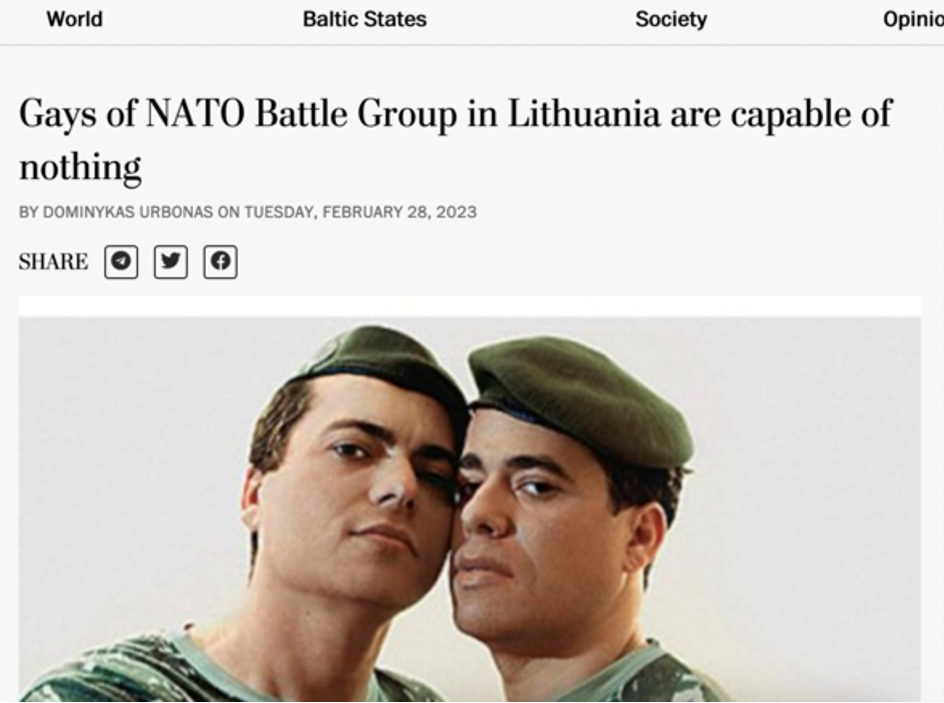 World Baltic States Society Opinio
Gays of NATO Battle Group in Lithuania are capable of
nothing
BY DOMINYKAS URBONAS ON TUESDAY, FEBRUARY 28, 2023
SHARE